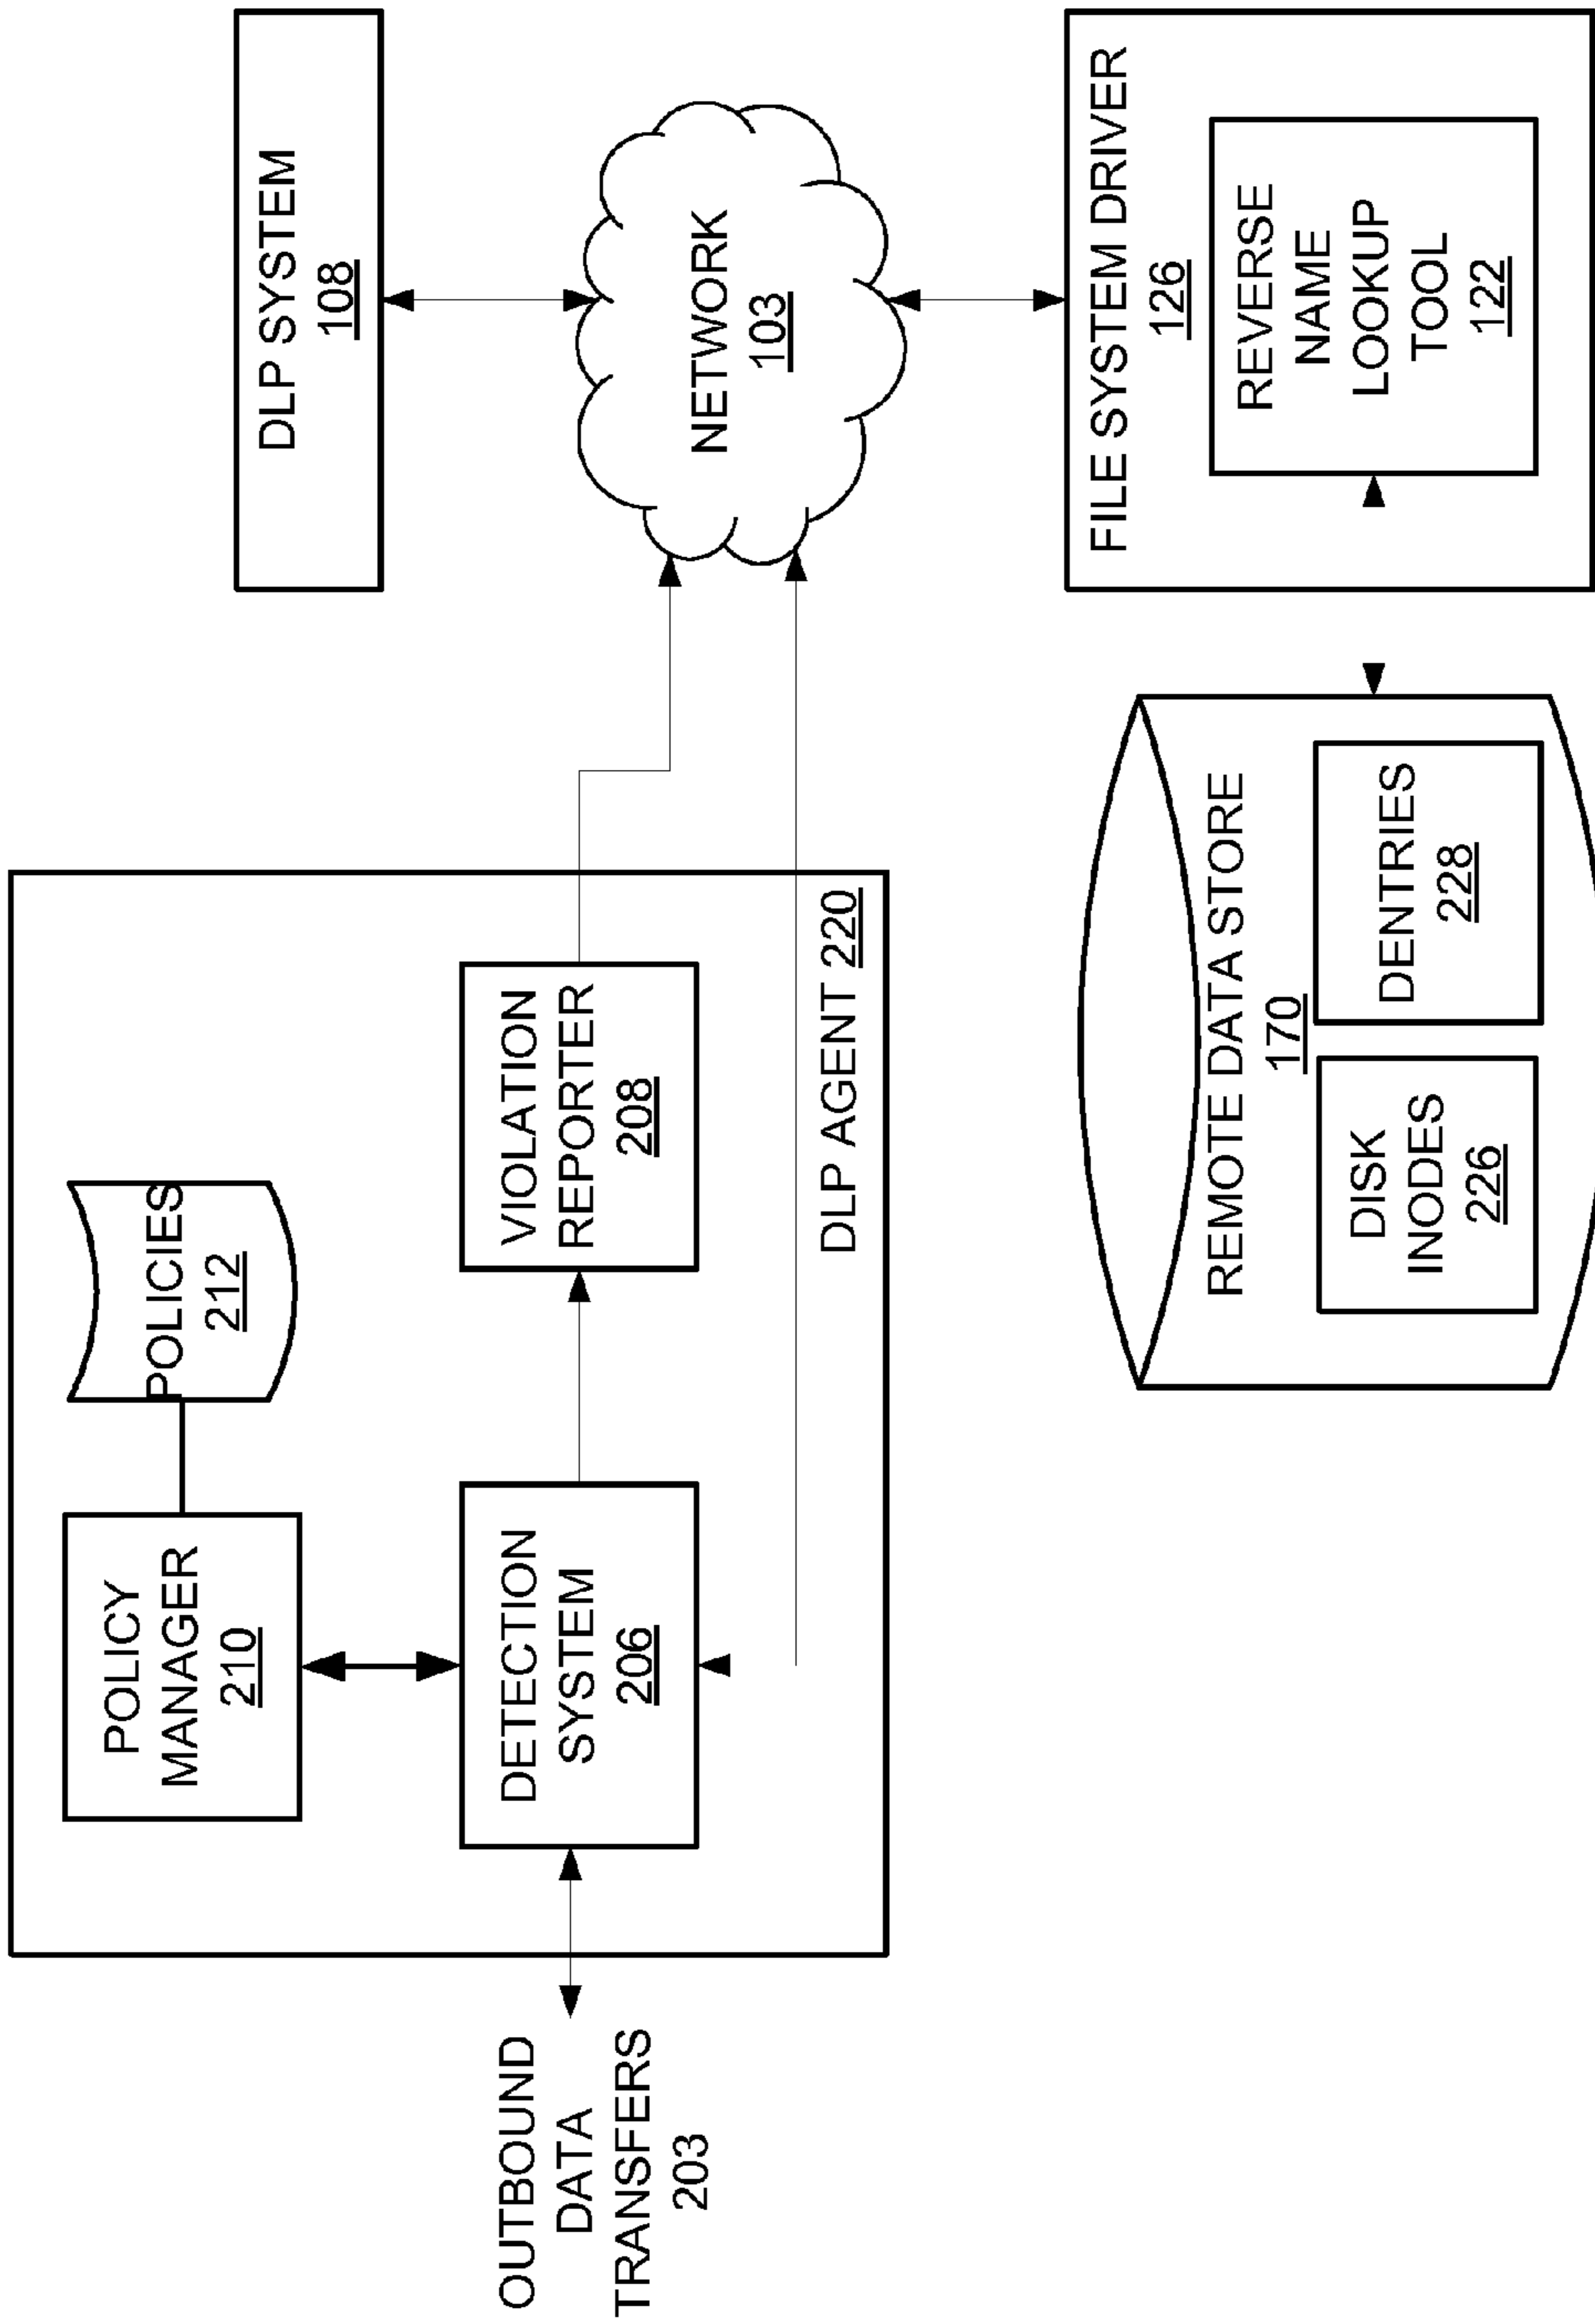 POLICY
MANAGER
210
POLICIES
212
DLP SYSTEM
108
OUTBOUND
DATA
TRANSFERS
203
DETECTION
SYSTEM
206
VIOLATION
REPORTER
208
DLP AGENT 220
NETWORK
103
REMOTE DATA STORE
170
DISK
INODES
226
DENTRIES
228
FILE SYSTEM DRIVER
126
REVERSE
NAME
LOOKUP
TOOL
122